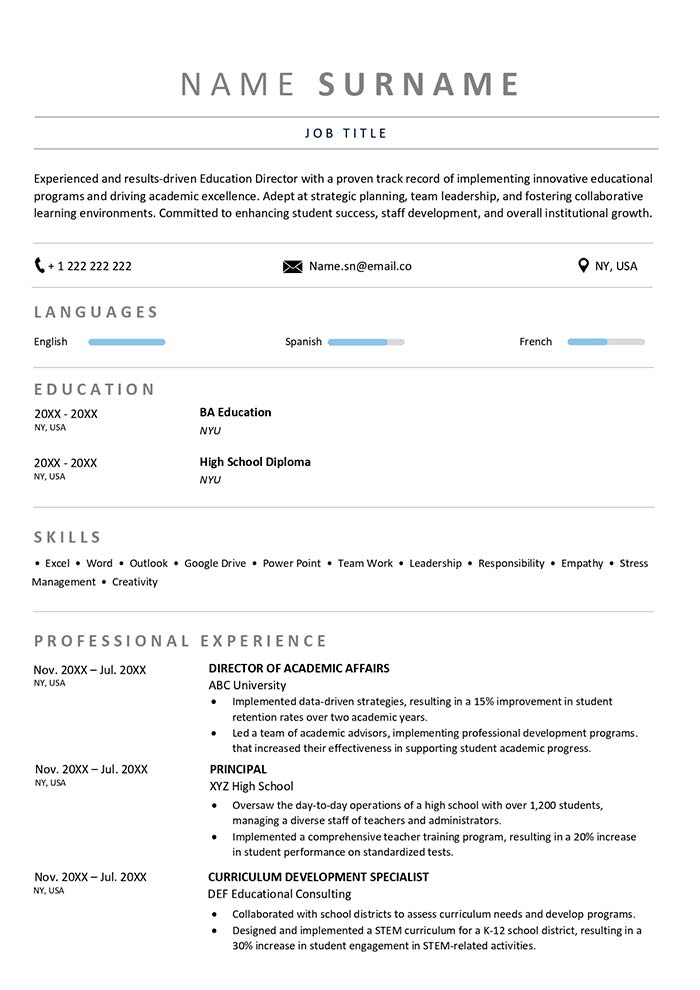 NAME SURNAME
JOB TITLE
Experienced and results-driven Education Director with a proven track record of implementing innovative educational
programs and driving academic excellence. Adept at strategic planning, team leadership, and fostering collaborative
learning environments. Committed to enhancing student success, staff development, and overall institutional growth.
+ 1 222 222 222 Name.sn@email.co NY, USA
LANGUAGES
English Spanish French
EDUCATION
20XX - 20XX BA Education
NY, USA NYU
20XX - 20XX High School Diploma
NY, USA NYU
SKILLS
• Excel • Word • Outlook • Google Drive • Power Point • Team Work • Leadership • Responsibility • Empathy • Stress
Management • Creativity
PROFESSIONAL EXPERIENCE
Nov. 20XX – Jul. 20XX DIRECTOR OF ACADEMIC AFFAIRS
NY, USA ABC University
• Implemented data-driven strategies, resulting in a 15% improvement in student
retention rates over two academic years.
• Led a team of academic advisors, implementing professional development programs.
that increased their effectiveness in supporting student academic progress.
Nov. 20XX – Jul. 20XX PRINCIPAL
NY, USA XYZ High School
• Oversaw the day-to-day operations of a high school with over 1,200 students,
managing a diverse staff of teachers and administrators.
• Implemented a comprehensive teacher training program, resulting in a 20% increase
in student performance on standardized tests.
Nov. 20XX – Jul. 20XX CURRICULUM DEVELOPMENT SPECIALIST
NY, USA DEF Educational Consulting
• Collaborated with school districts to assess curriculum needs and develop programs.
• Designed and implemented a STEM curriculum for a K-12 school district, resulting in a
30% increase in student engagement in STEM-related activities.